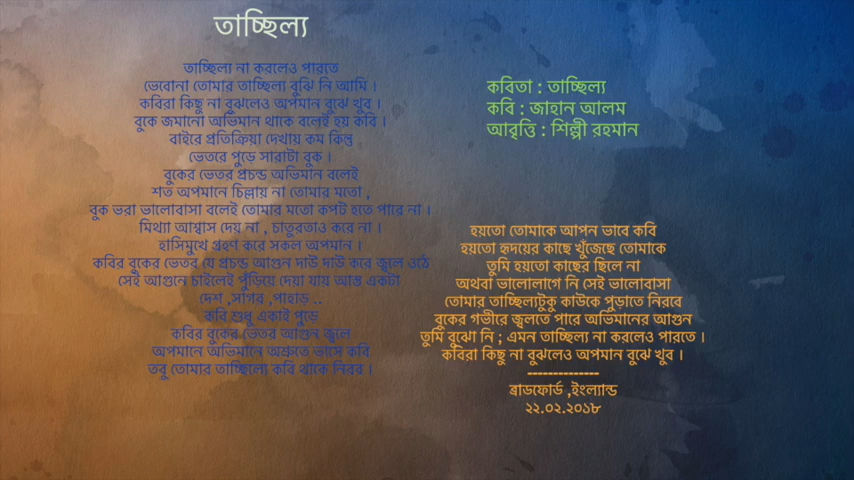 তাচ্ছিল্য
তাচ্ছিল্য না করলেও পারতে
ভেবোনা তোমার তাচ্ছিল্য বুঝি নি আমি ।
কবিরা কিছু না বুঝলেও অপমান বুঝে খুব ।
বুকে জমানো অভিমান থাকে বলেই হয় কবি ।
বাইরে প্রতিক্রিয়া দেখায় কম কিন্তু
ভেতরে পুড়ে সারাটা বুক ।
বুকের ভেতর প্রচন্ড অভিমান বলেই
শত অপমানে চিল্লায় না তোমার মতো ,
বুক ভরা ভালোবাসা বলেই তোমার মতো কপট হতে পারে না ।
মিথ্যা আশ্বাস দেয় না , চাতুরতাও করে না ।
হাসিমুখে গ্রহণ করে সকল অপমান ।
কবির বুকের ভেতর যে প্রচন্ড আগুন দাউ দাউ করে জ্বলে ওঠে
সেই আগুনে চাইলেই পুঁড়িয়ে দেয়া যায় আস্ত একটা
দেশ ,সাগর ,পাহাড় ..
কবি শুধু একাই পুড়ে
কবির বুকের ভেতর আগুন জ্বলে
অপমানে অভিমানে অশ্রুতে ভাসে কবি
তবু তোমার তাচ্ছিল্যে কবি থাকে নিরব ।
কবিতা : তাচ্ছিল্য
কবি : জাহান আলম
আবৃত্তি : শিল্পী রহমান
হয়তো তোমাকে আপন ভাবে কবি
হয়তো হৃদয়ের কাছে খুঁজেছে তোমাকে
তুমি হয়তো কাছের ছিলে না
অথবা ভালোলাগে নি সেই ভালোবাসা
তোমার তাচ্ছিল্যটুকু কাউকে পুড়াতে নিরবে
বুকের গভীরে জ্বলতে পারে অভিমানের আগুন
তুমি বুঝো নি ; এমন তাচ্ছিল্য না করলেও পারতে ।
কবিরা কিছু না বুঝলেও অপমান বুঝে খুব ।
--------------
ব্রাডফোর্ড ,ইংল্যান্ড
২২.০২.২০১৮